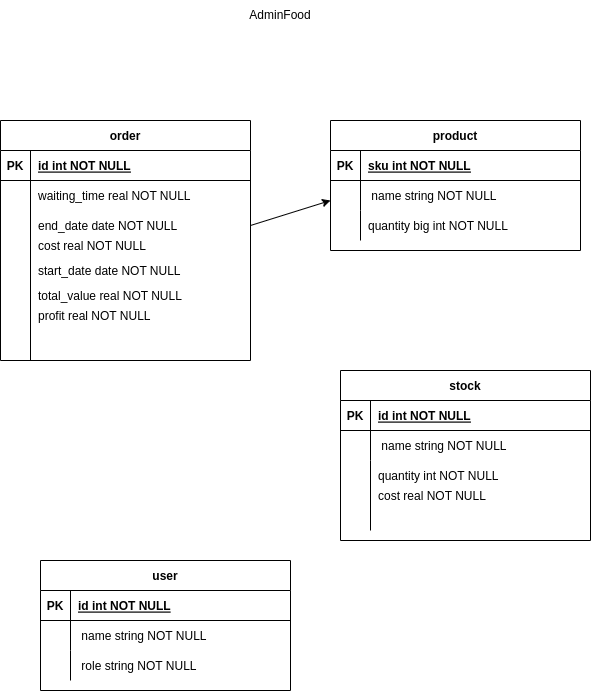 AdminFood
order
PK id int NOT NULL
waiting_time real NOT NULL
end_date date NOT NULL
cost real NOT NULL
start_date date NOT NULL
total_value real NOT NULL
profit real NOT NULL
product
PK sku int NOT NULL
name string NOT NULL
quantity big int NOT NULL
stock
PK id int NOT NULL
name string NOT NULL
quantity int NOT NULL
cost real NOT NULL
user
PK id int NOT NULL
name string NOT NULL
role string NOT NULL